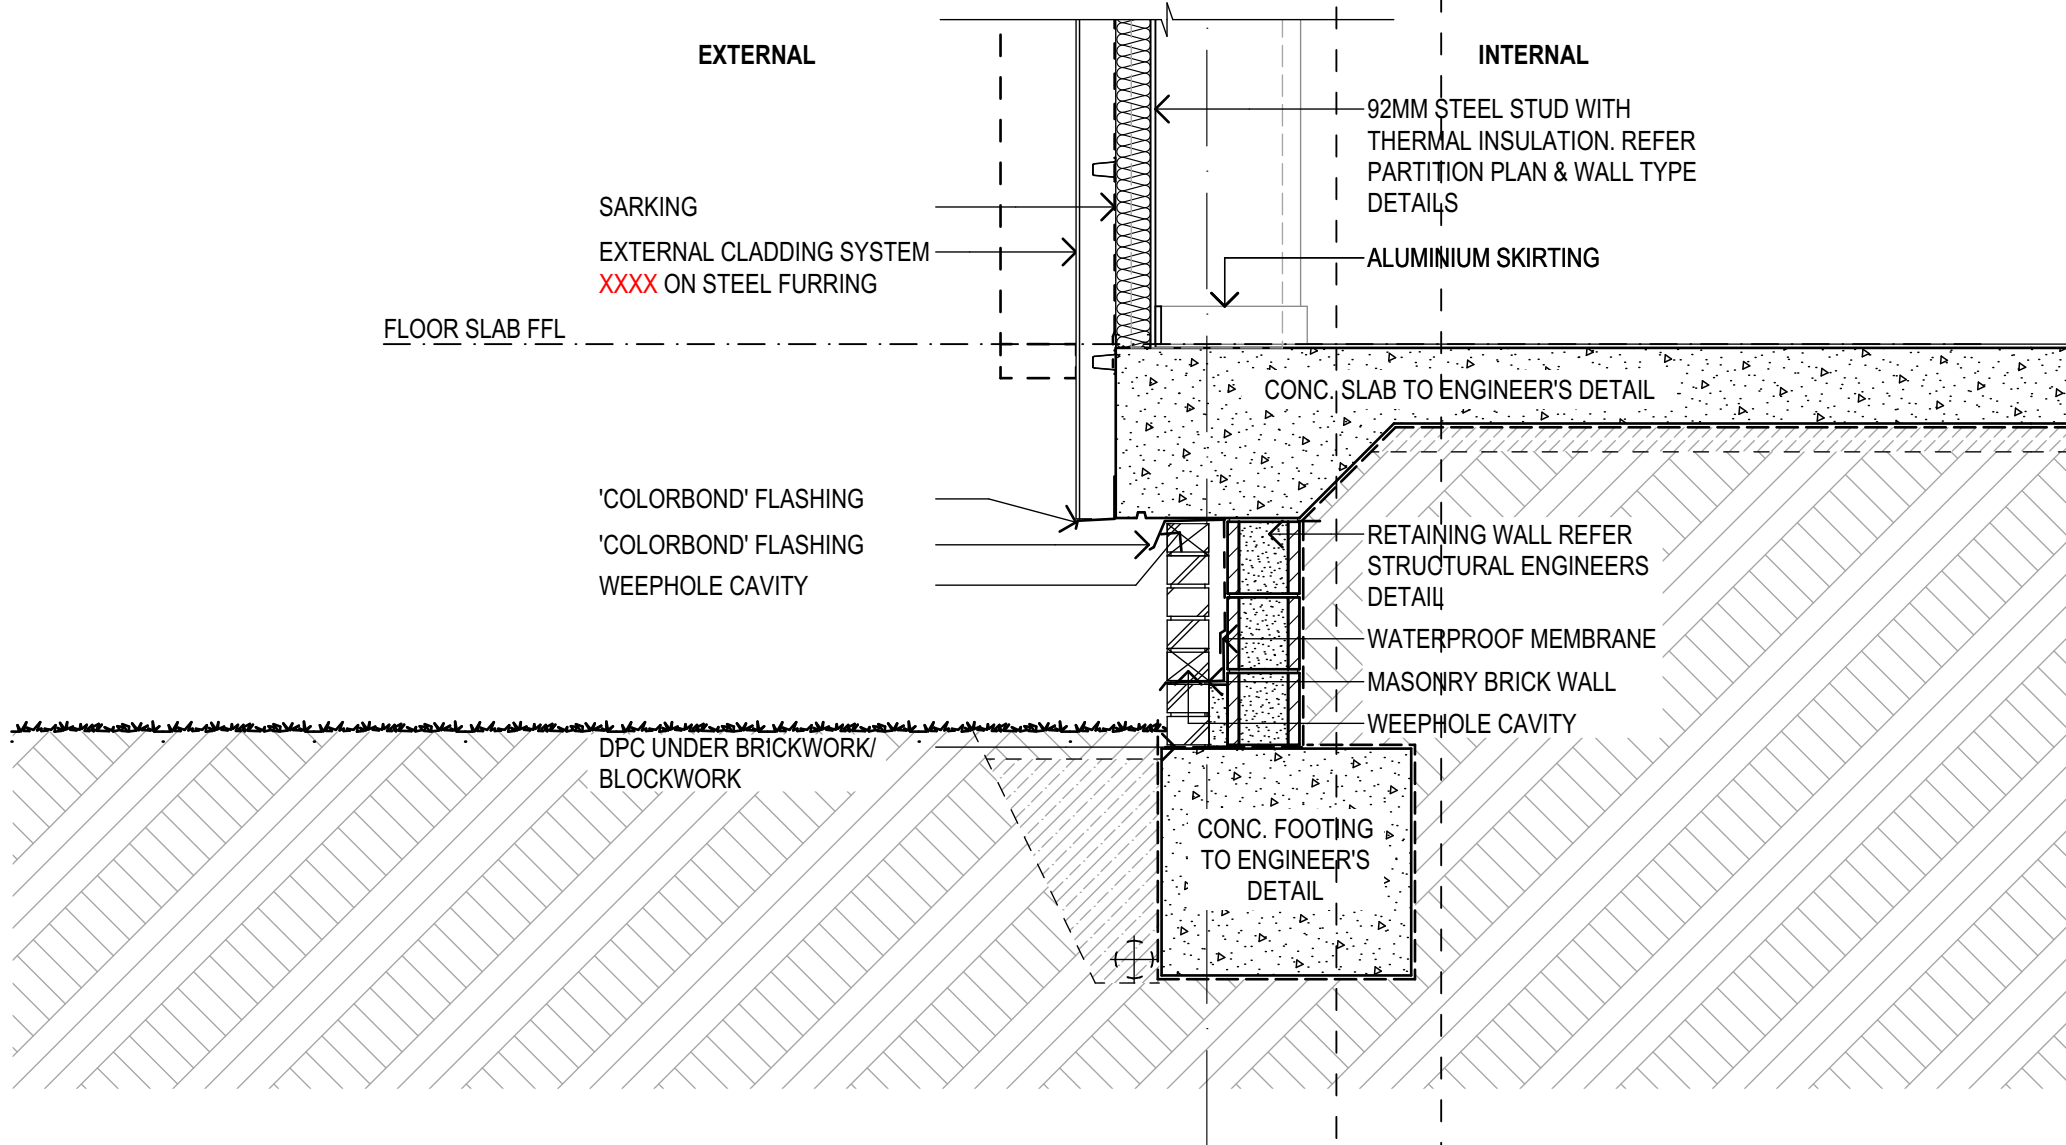 EXTERNAL
INTERNAL
92MM STEEL STUD WITH
THERMAL INSULATION. REFER
PARTITION PLAN & WALL TYPE
DETAILS
SARKING
EXTERNAL CLADDING SYSTEM
XXXX ON STEEL FURRING
ALUMINIUM SKIRTING
FLOOR SLAB FFL
CONC. SLAB TO ENGINEER'S DETAIL
'COLORBOND' FLASHING
'COLORBOND' FLASHING
WEEPHOLE CAVITY
RETAINING WALL REFER
STRUCTURAL ENGINEERS
DETAIL
WATERPROOF MEMBRANE
MASONRY BRICK WALL
WEEPHOLE CAVITY
DPC UNDER BRICKWORK/
BLOCKWORK
CONC. FOOTING
TO ENGINEER'S
DETAIL